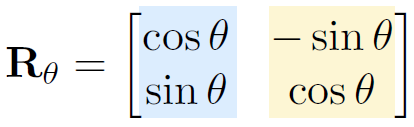 R_θ = [ cos θ   − sin θ
        sin θ   cos θ ]